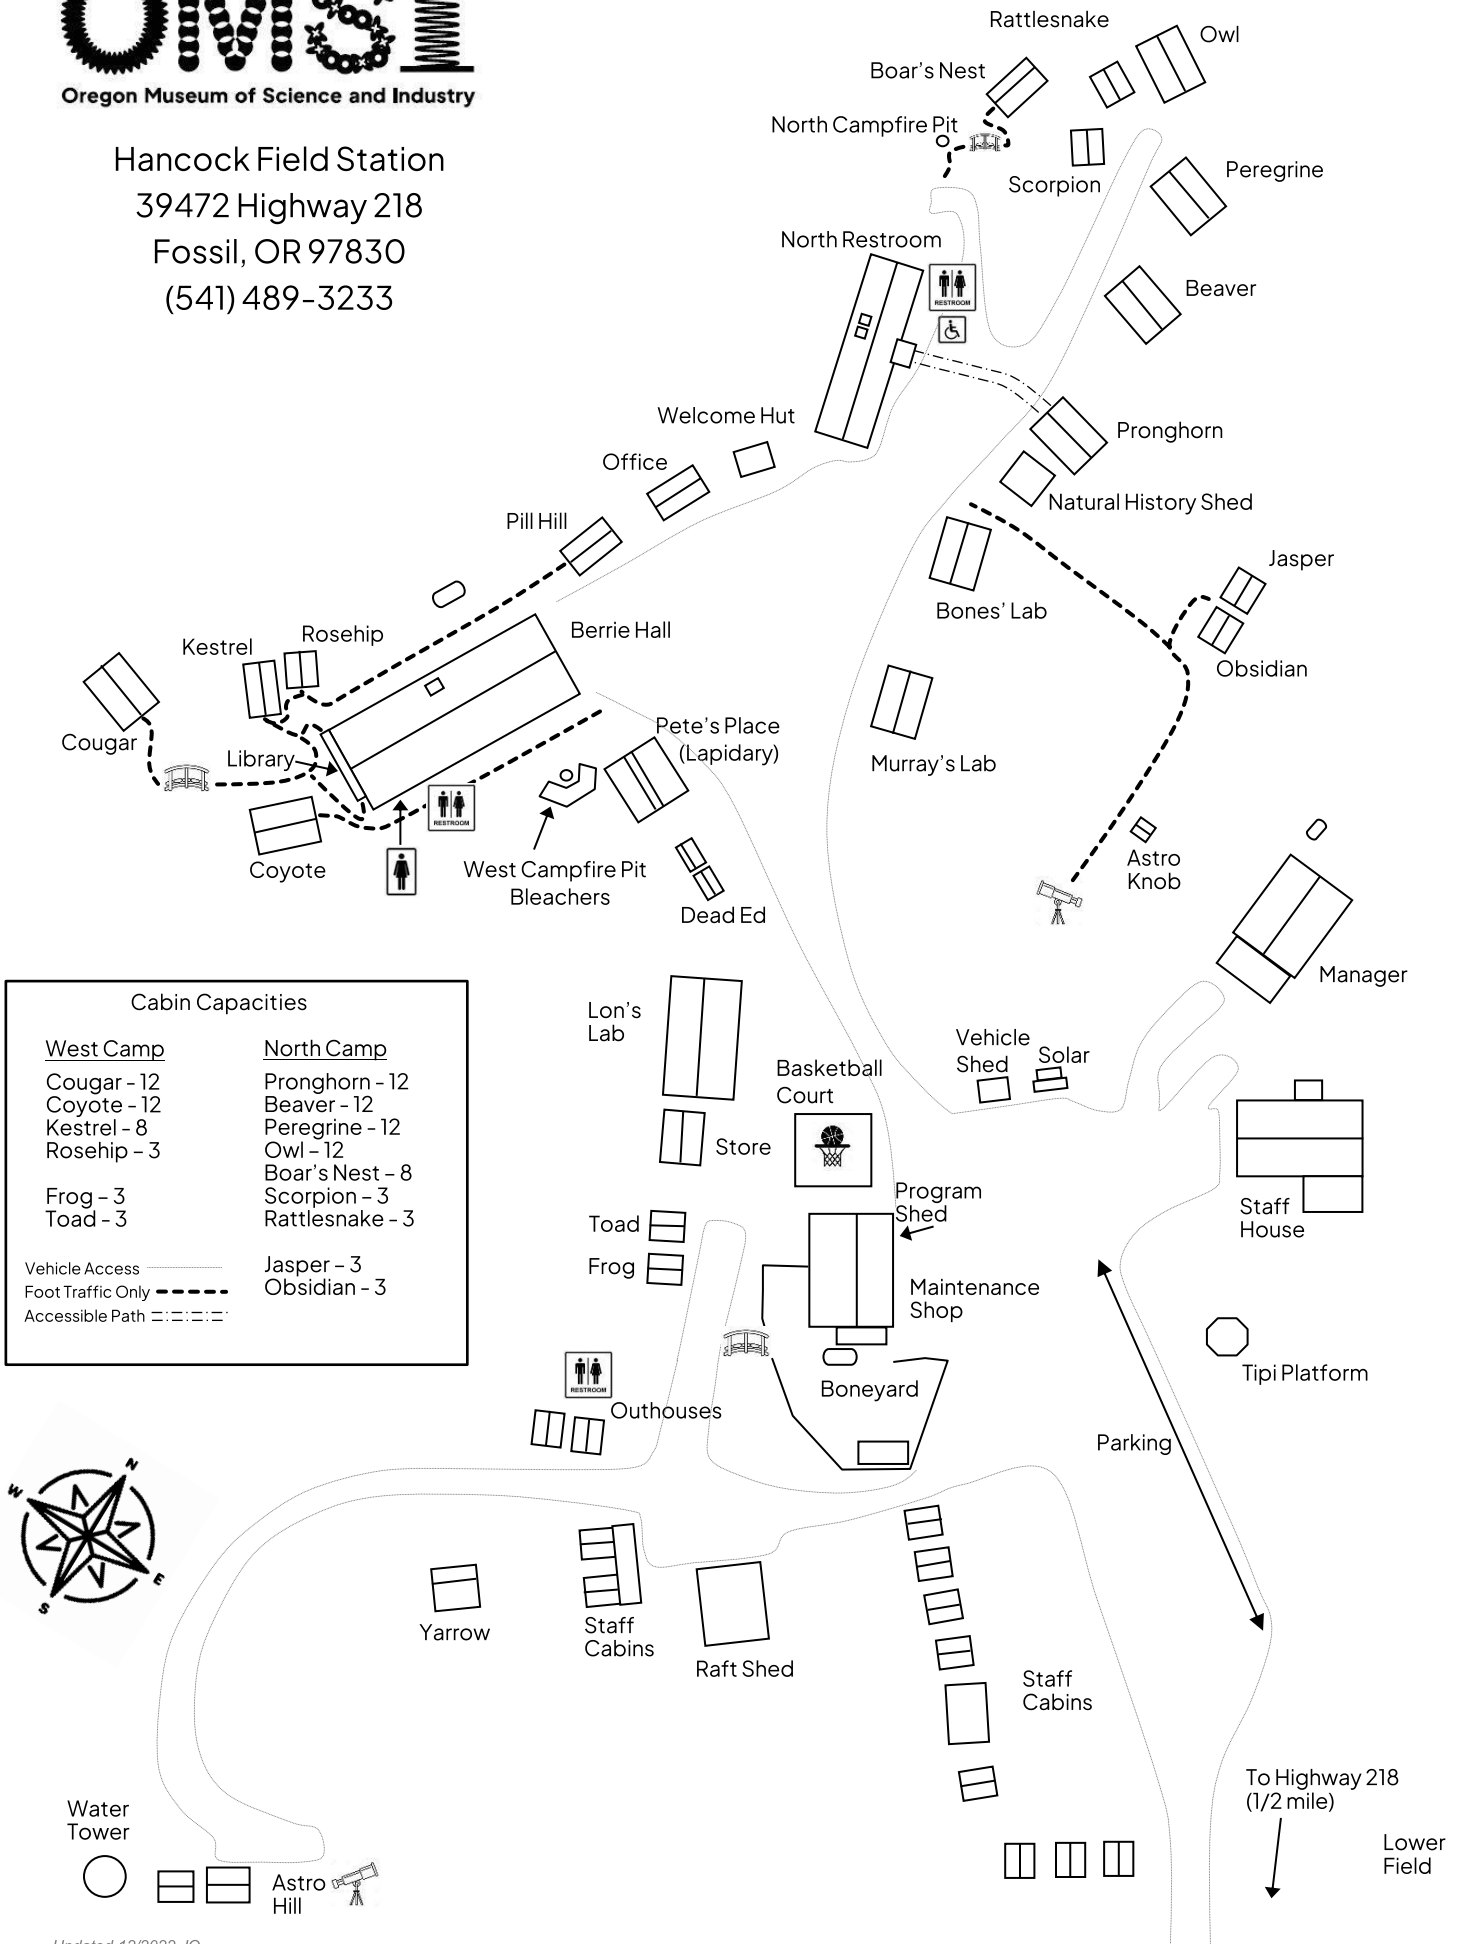 OMSI
Oregon Museum of Science and Industry
Hancock Field Station
39472 Highway 218
Fossil, OR 97830
(541) 489-3233
Rattlesnake
Owl
Boar's Nest
North Campfire Pit
Scorpion
Peregrine
North Restroom
RESTROOM
Beaver
Welcome Hut
Pronghorn
Office
Natural History Shed
Pill Hill
Jasper
Bones' Lab
Obsidian
Berrie Hall
Rosehip
Kestrel
Cougar
Library
Pete's Place
(Lapidary)
Murray's Lab
RESTROOM
Coyote
West Campfire Pit
Bleachers
Dead Ed
Astro
Knob
Manager
Cabin Capacities
West Camp
Cougar - 12
Coyote - 12
Kestrel - 8
Rosehip - 3
Frog – 3
Toad - 3
North Camp
Pronghorn - 12
Beaver - 12
Peregrine - 12
Owl – 12
Boar's Nest – 8
Scorpion – 3
Rattlesnake - 3
Jasper – 3
Obsidian - 3
Vehicle Access
Foot Traffic Only
Accessible Path
Lon's
Lab
Vehicle
Shed
Solar
Basketball
Court
Store
Program
Shed
Staff
House
Toad
Frog
Maintenance
Shop
Tipi Platform
RESTROOM
Boneyard
Outhouses
Parking
N
W
E
S
Yarrow
Staff
Cabins
Raft Shed
Staff
Cabins
To Highway 218
(1/2 mile)
Water
Tower
Lower
Field
Astro
Hill